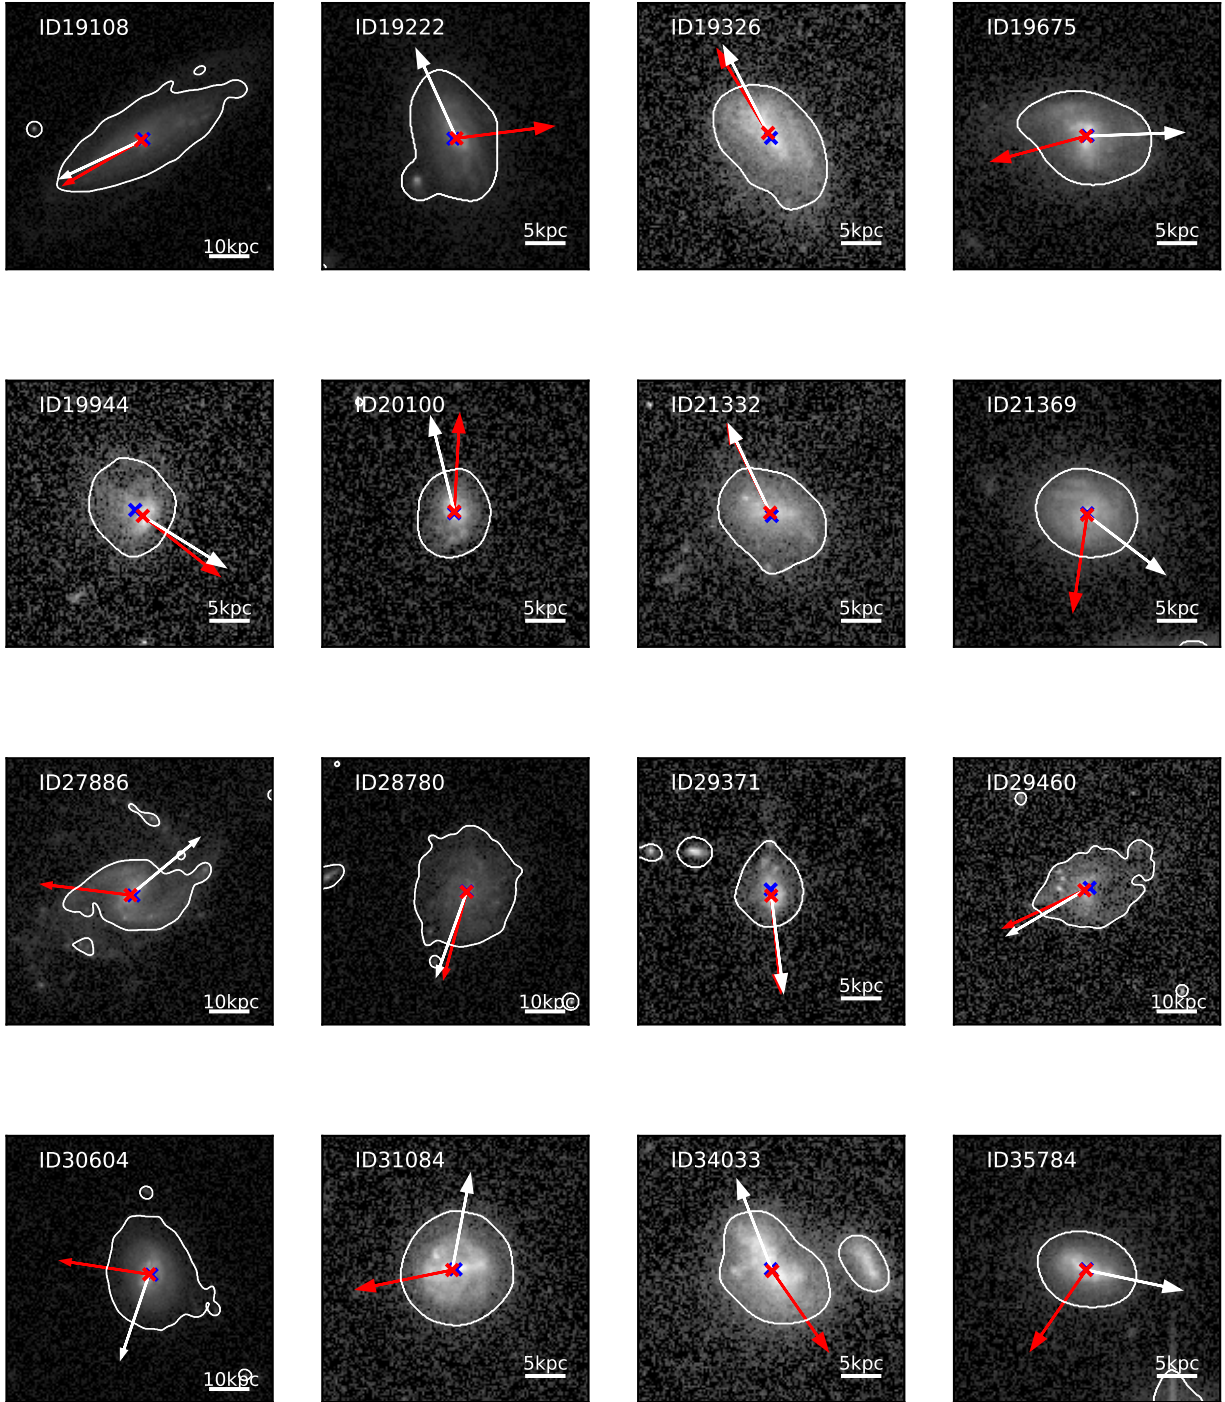 ID19108
ID19222
ID19326
ID19675
10kpc
5kpc
5kpc
5kpc
ID19944
ID20100
ID21332
ID21369
5kpc
5kpc
5kpc
5kpc
ID27886
ID28780
ID29371
ID29460
10kpc
10kpc
5kpc
10kpc
ID30604
ID31084
ID34033
ID35784
10kpc
5kpc
5kpc
5kpc